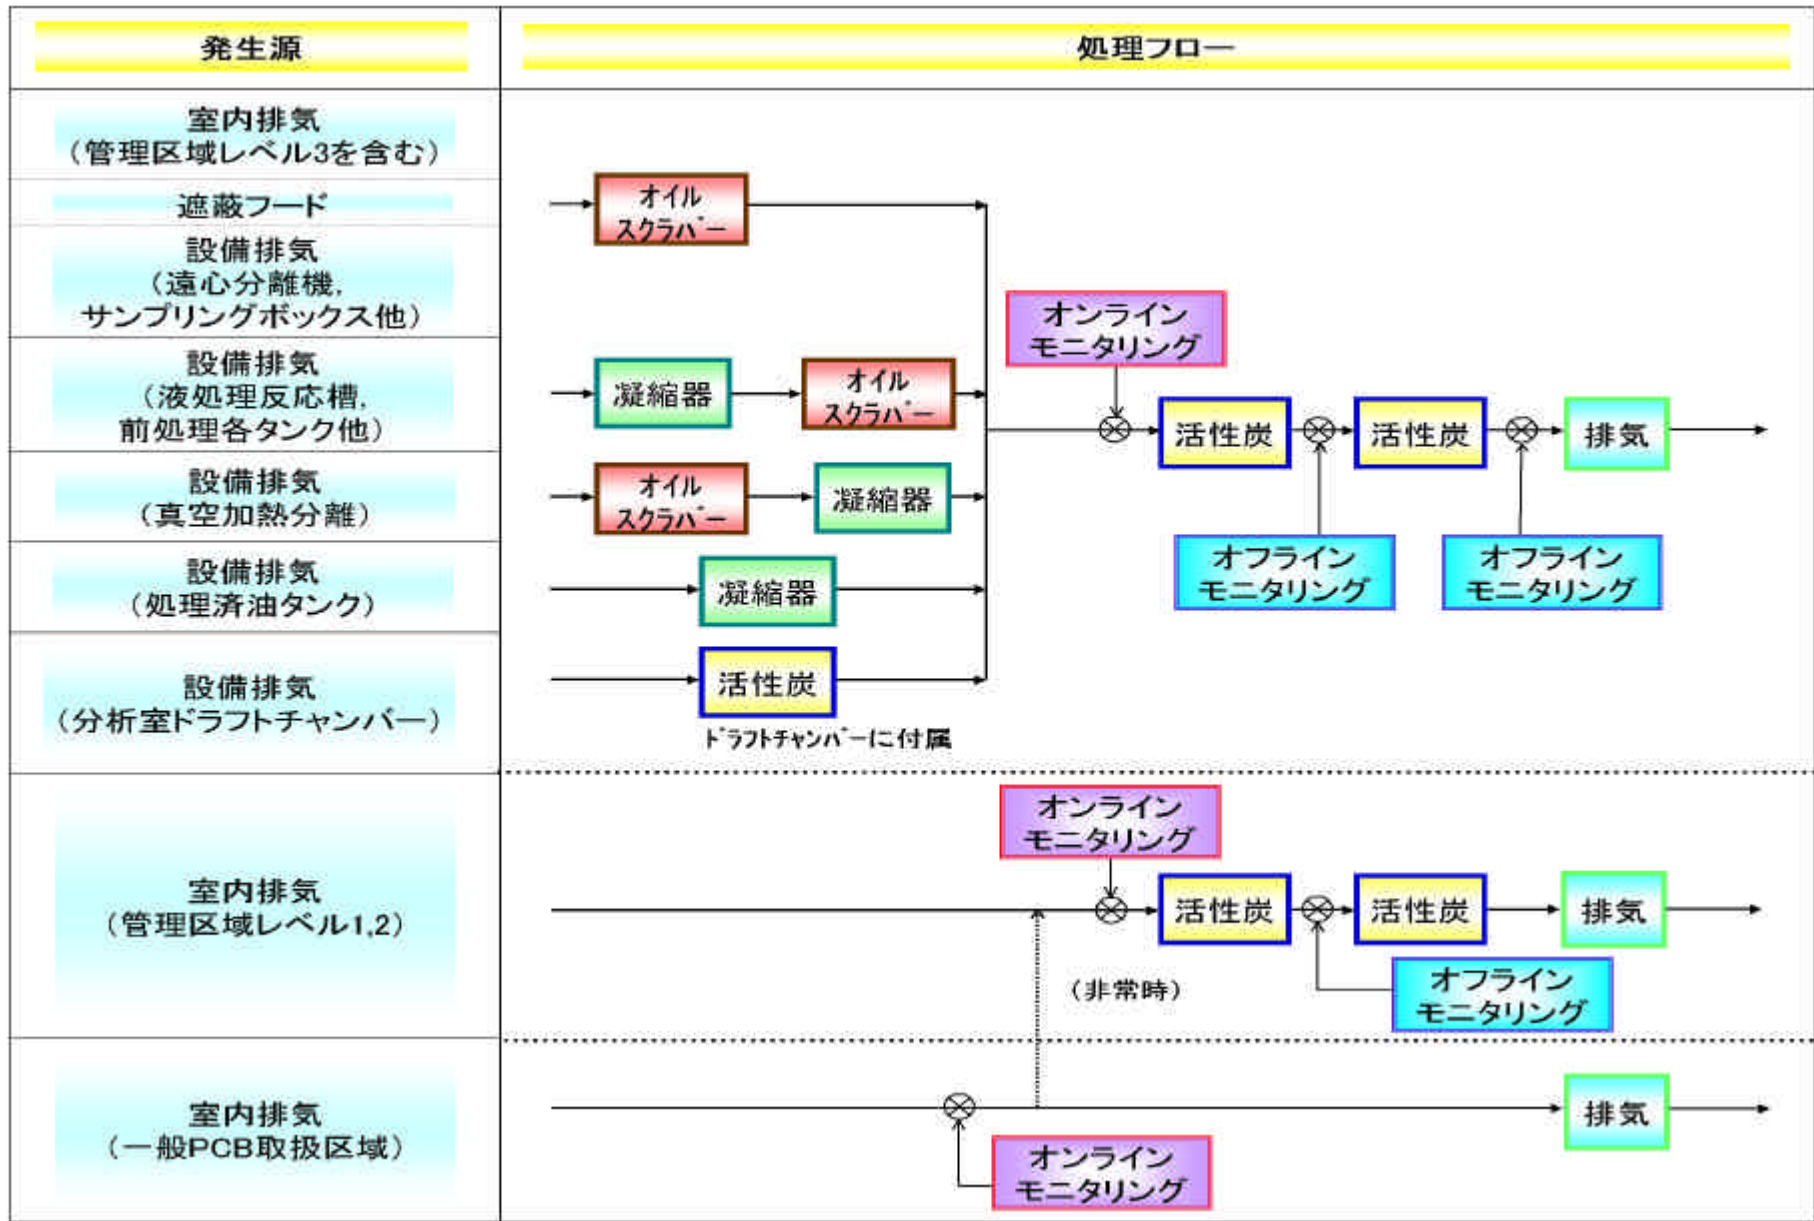 発生源
処理フロー
室内排気
（管理区域レベル3を含む）
遮蔽フード
設備排気
（遠心分離機,
サンプリングボックス他）
設備排気
（液処理反応槽,
前処理各タンク他）
設備排気
（真空加熱分離）
設備排気
（処理済油タンク）
設備排気
（分析室ドラフトチャンバー）
オイル
スクラバー
凝縮器
オイル
スクラバー
オイル
スクラバー
凝縮器
凝縮器
活性炭
ドラフトチャンバーに付属
オンライン
モニタリング
活性炭
活性炭
排気
オフライン
モニタリング
オフライン
モニタリング
室内排気
（管理区域レベル1,2）
オンライン
モニタリング
活性炭
活性炭
排気
（非常時）
オフライン
モニタリング
室内排気
（一般PCB取扱区域）
排気
オンライン
モニタリング